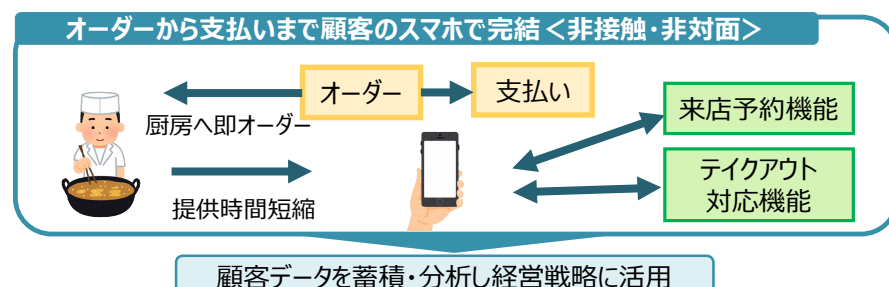 オーダーから支払いまで顧客のスマホで完結＜非接触・非対面＞
オーダー
支払い
厨房へ即オーダー
提供時間短縮
来店予約機能
テイクアウト
対応機能
顧客データを蓄積・分析し経営戦略に活用